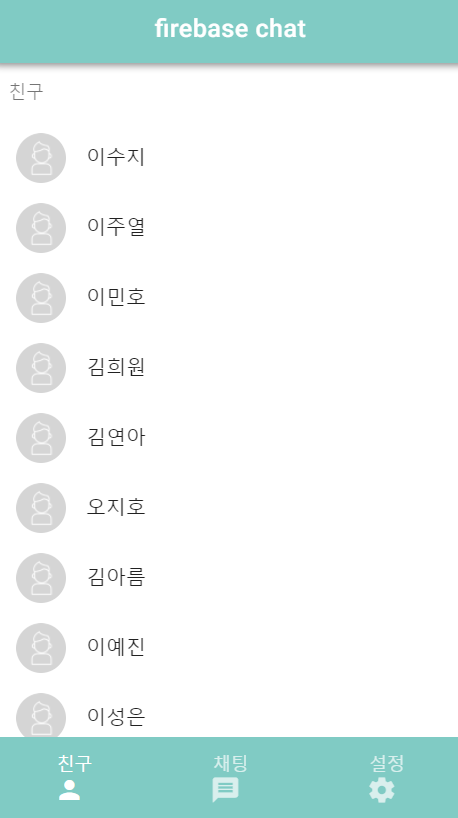 firebase chat
친구
이수지
이주열
이민호
김희원
김연아
오지호
김아름
이예진
이성은
친구 채팅 설정